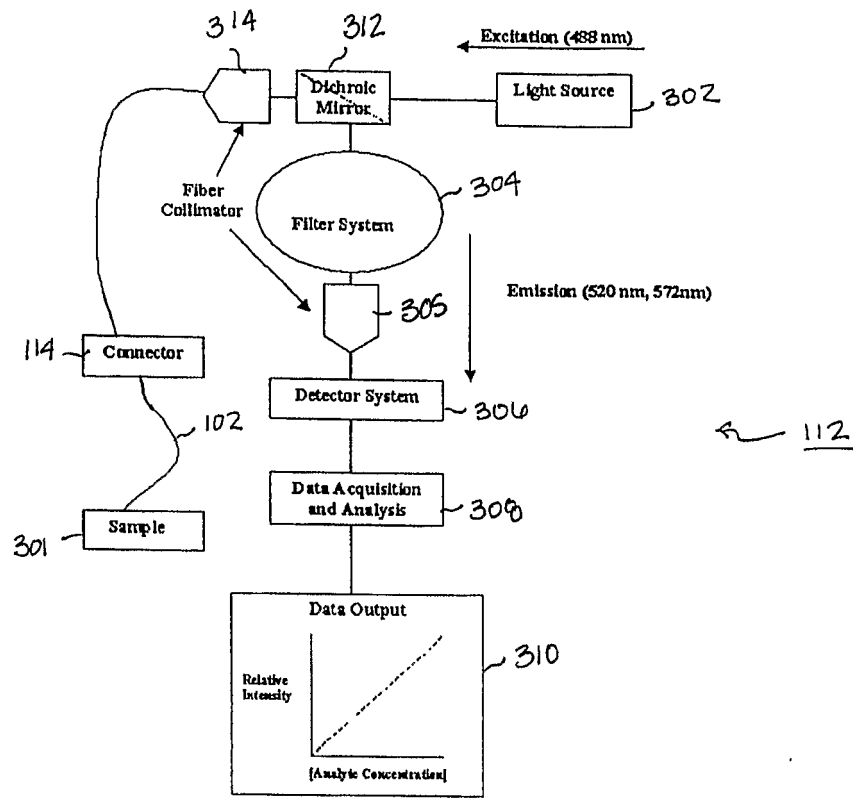 314
312
Excitation (488 nm)
Dichroic
Mirror
Light Source
302
Fiber
Collimator
304
Filter System
Emission (520 nm, 572nm)
305
114
Connector
Detector System
306
102
112
Data Acquisition
and Analysis
308
Sample
301
Data Output
310
Relative
Intensity
[Analyte Concentration]